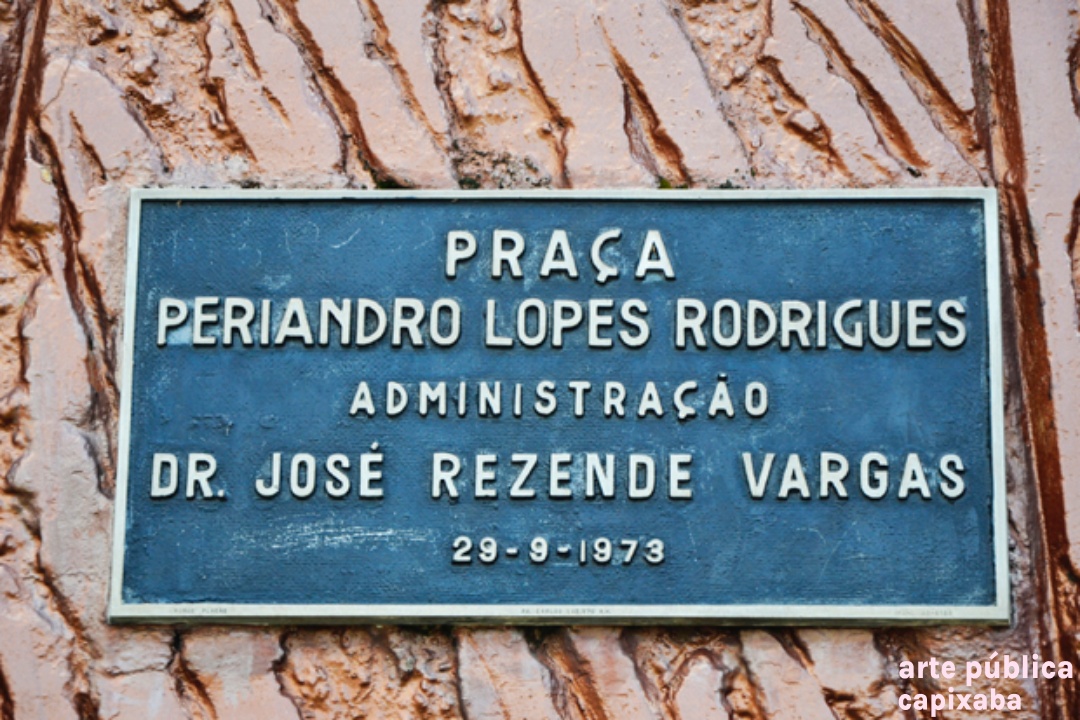 PRAÇA
PERIANDRO LOPES RODRIGUES
ADMINISTRAÇÃO
DR. JOSÉ REZENDE VARGAS
29-9-1973
arte pública
capixaba